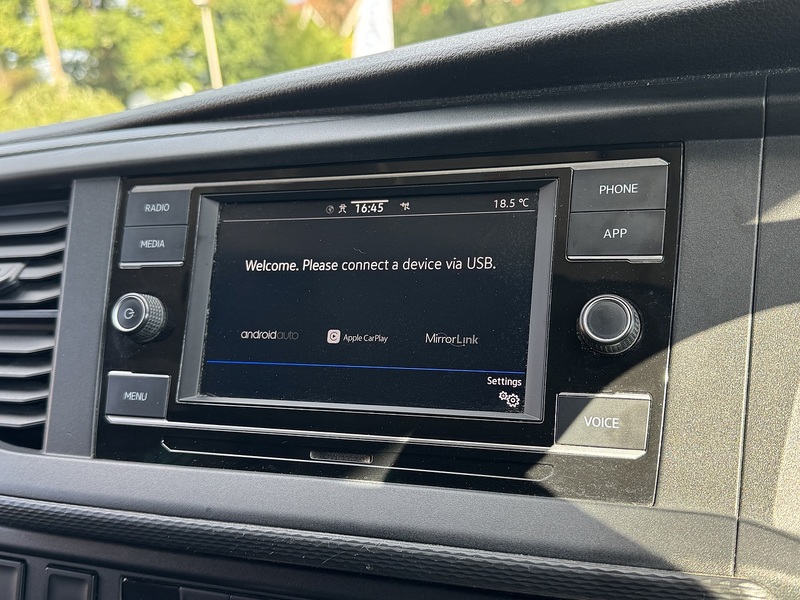 RADIO
MEDIA
MENU
16:45
18.5 °C
Welcome. Please connect a device via USB.
androidauto
Apple CarPlay
MirrorLink
Settings
PHONE
APP
VOICE